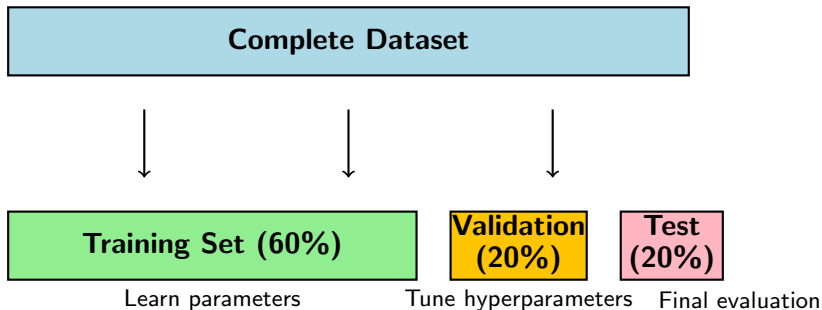 Complete Dataset
Training Set (60%)
Validation
(20%)
Test
(20%)
Learn parameters
Tune hyperparameters
Final evaluation